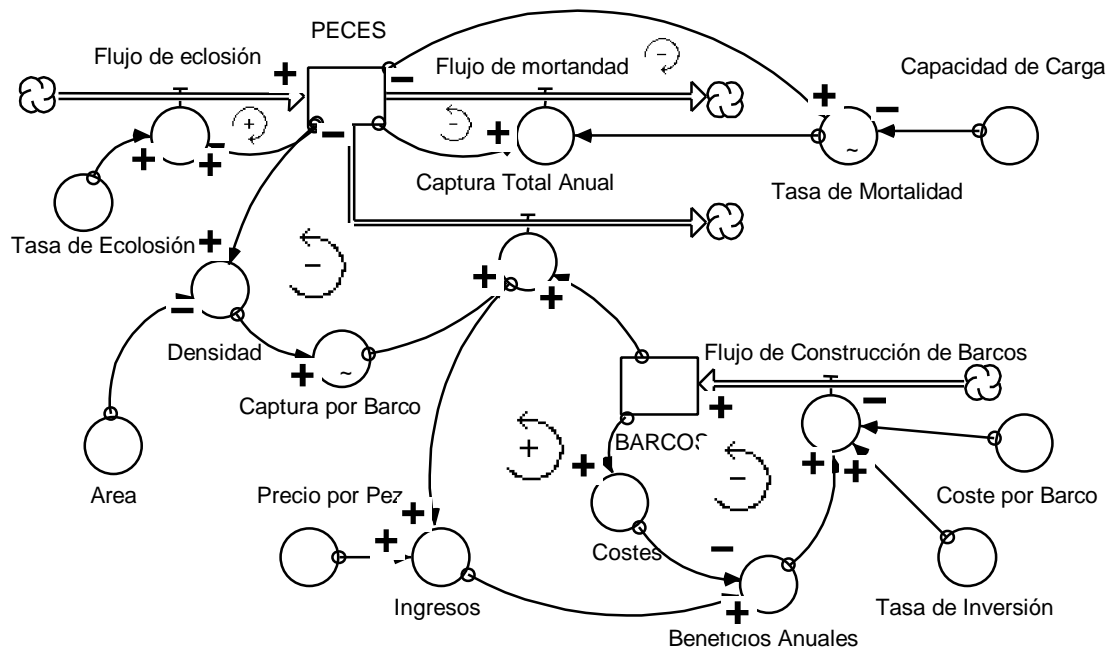 PECES
Flujo de eclosión
Flujo de mortandad
Capacidad de Carga
Captura Total Anual
Tasa de Mortalidad
Tasa de Ecolosión
Densidad
Flujo de Construcción de Barcos
Captura por Barco
BARCOS
Area
Precio por Pez
Coste por Barco
Costes
Ingresos
Tasa de Inversión
Beneficios Anuales